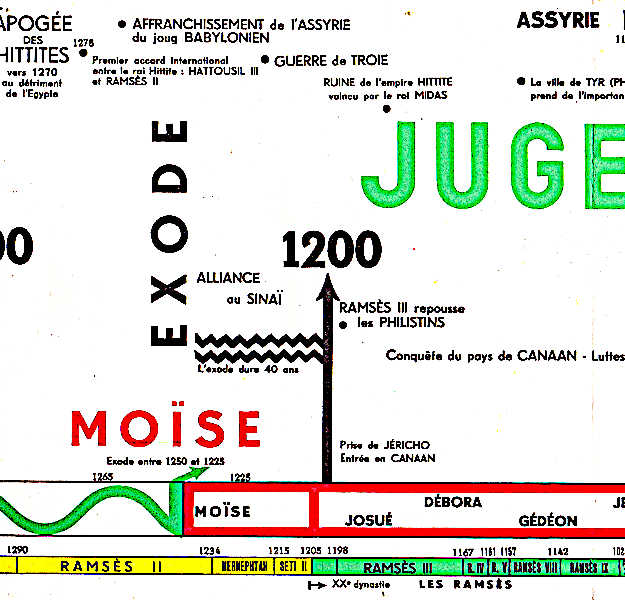 APOGÉE
DES
HITTITES
vers 1270
au détriment
de l'Egypte
1278
AFFRANCHISSEMENT de l'ASSYRIE
du joug BABYLONIEN
Premier accord international
entre le roi Hittite : HATTOUSIL III
et RAMSÈS II
GUERRE de TROIE
RUINE de l'empire HITTITE
vaincu par le roi MIDAS
ASSYRIE
La ville de TYR (PH
prend de l'importan
JUGE
EXODE
00
1200
ALLIANCE
au SINAÏ
RAMSÈS III repousse
les PHILISTINS
L'exode dure 40 ans
Conquête du pays de CANAAN - Luttes
MOÏSE
Exode entre 1250 et 1225
Prise de JÉRICHO
Entrée en CANAAN
1265
1225
MOÏSE
JOSUÉ
DÉBORA
GÉDÉON
JE
1290
1234
1215
1205
1198
1167
1161
1157
1142
RAMSÈS II
MERNEPHTAH
SETI II
RAMSÈS III
R. IV
R. V
RAMSÈS VIII
RAMSÈS IX
XXe dynastie
LES RAMSÈS